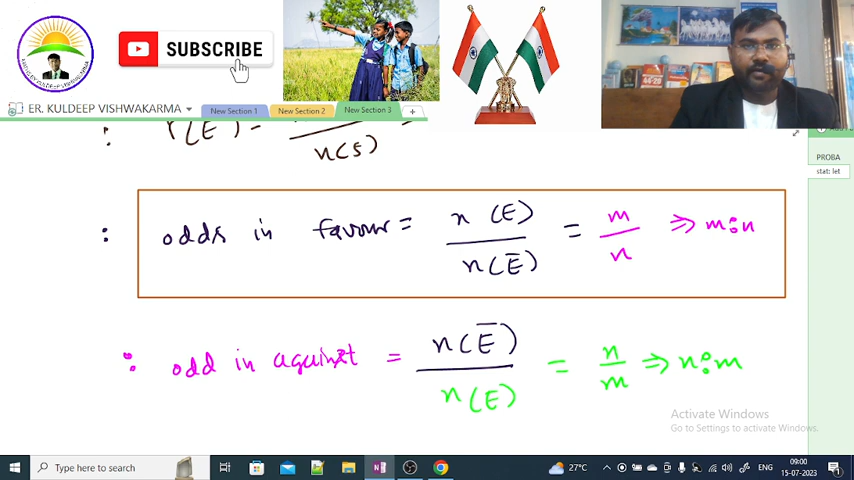 SUBSCRIBE
ER. KULDEEP VISHWAKARMA
New Section 1
New Section 2
New Section 3
+
PROBA
stat: let
n(s)
: odds in favour = n (E) / n(E̅) = m / n ⇒ m:n
: odd in against = n(E̅) / n(E) = n / m ⇒ n:m
Activate Windows
Go to Settings to activate Windows.
Type here to search
27°C
ENG
09:00
15-07-2023